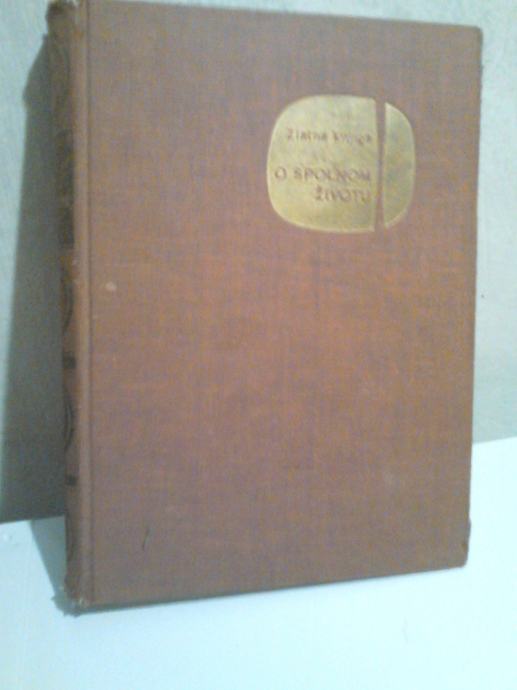 Zlatna knjiga
O SPOLNOM
ŽIVOTU